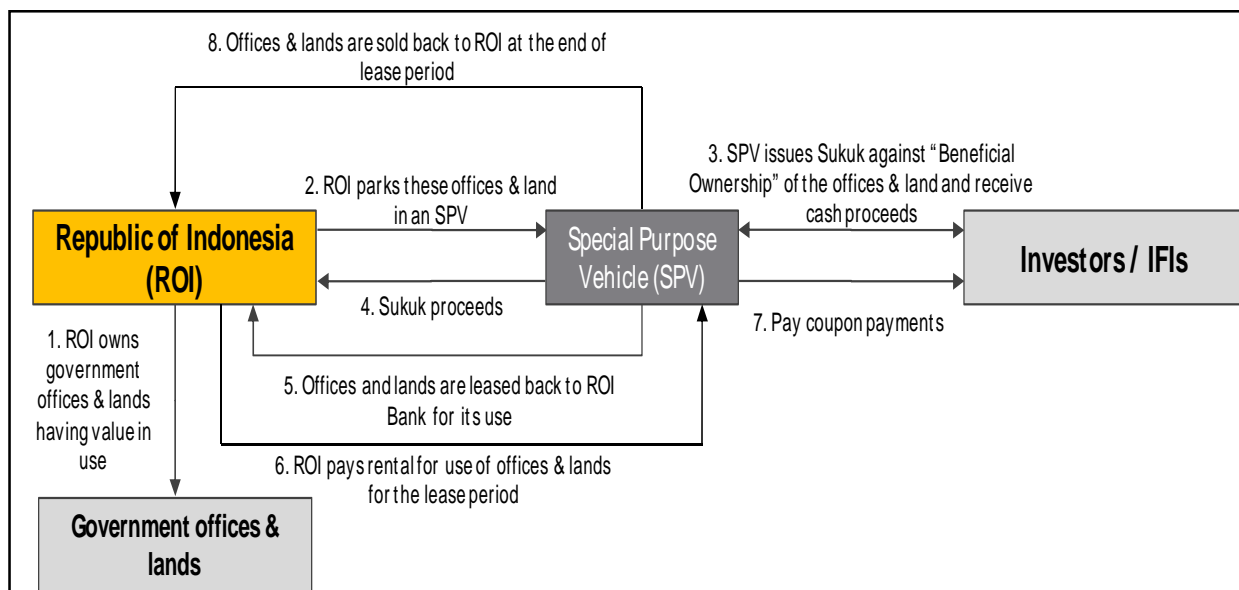 8. Offices & lands are sold back to ROI at the end of
lease period
2. ROI parks these offices & land
in an SPV
3. SPV issues Sukuk against “Beneficial
Ownership” of the offices & land and receive
cash proceeds
Republic of Indonesia
(ROI)
Special Purpose
Vehicle (SPV)
Investors / IFIs
4. Sukuk proceeds
7. Pay coupon payments
1. ROI owns
government
offices & lands
having value in
use
5. Offices and lands are leased back to ROI
Bank for its use
6. ROI pays rental for use of offices & lands
for the lease period
Government offices &
lands